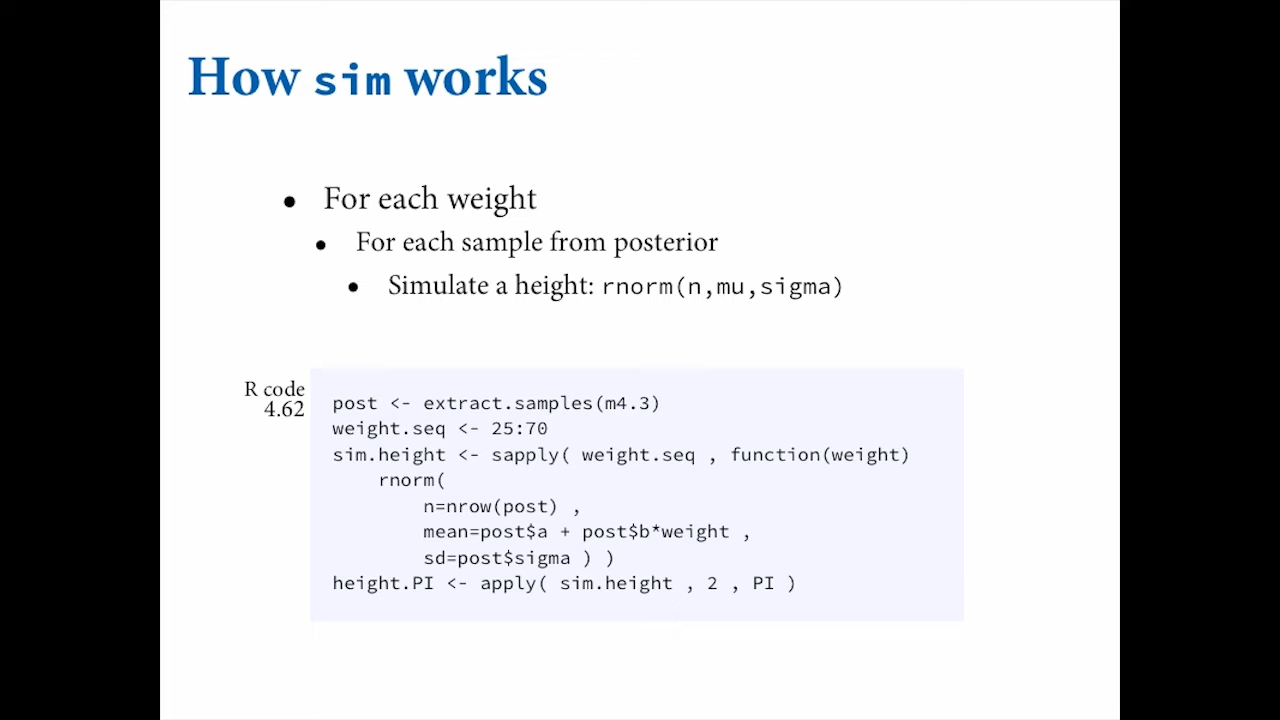 How sim works
• For each weight
• For each sample from posterior
• Simulate a height: rnorm(n,mu,sigma)
R code
4.62
post <- extract.samples(m4.3)
weight.seq <- 25:70
sim.height <- sapply( weight.seq , function(weight)
    rnorm(
        n=nrow(post) ,
        mean=post$a + post$b*weight ,
        sd=post$sigma ) )
height.PI <- apply( sim.height , 2 , PI )